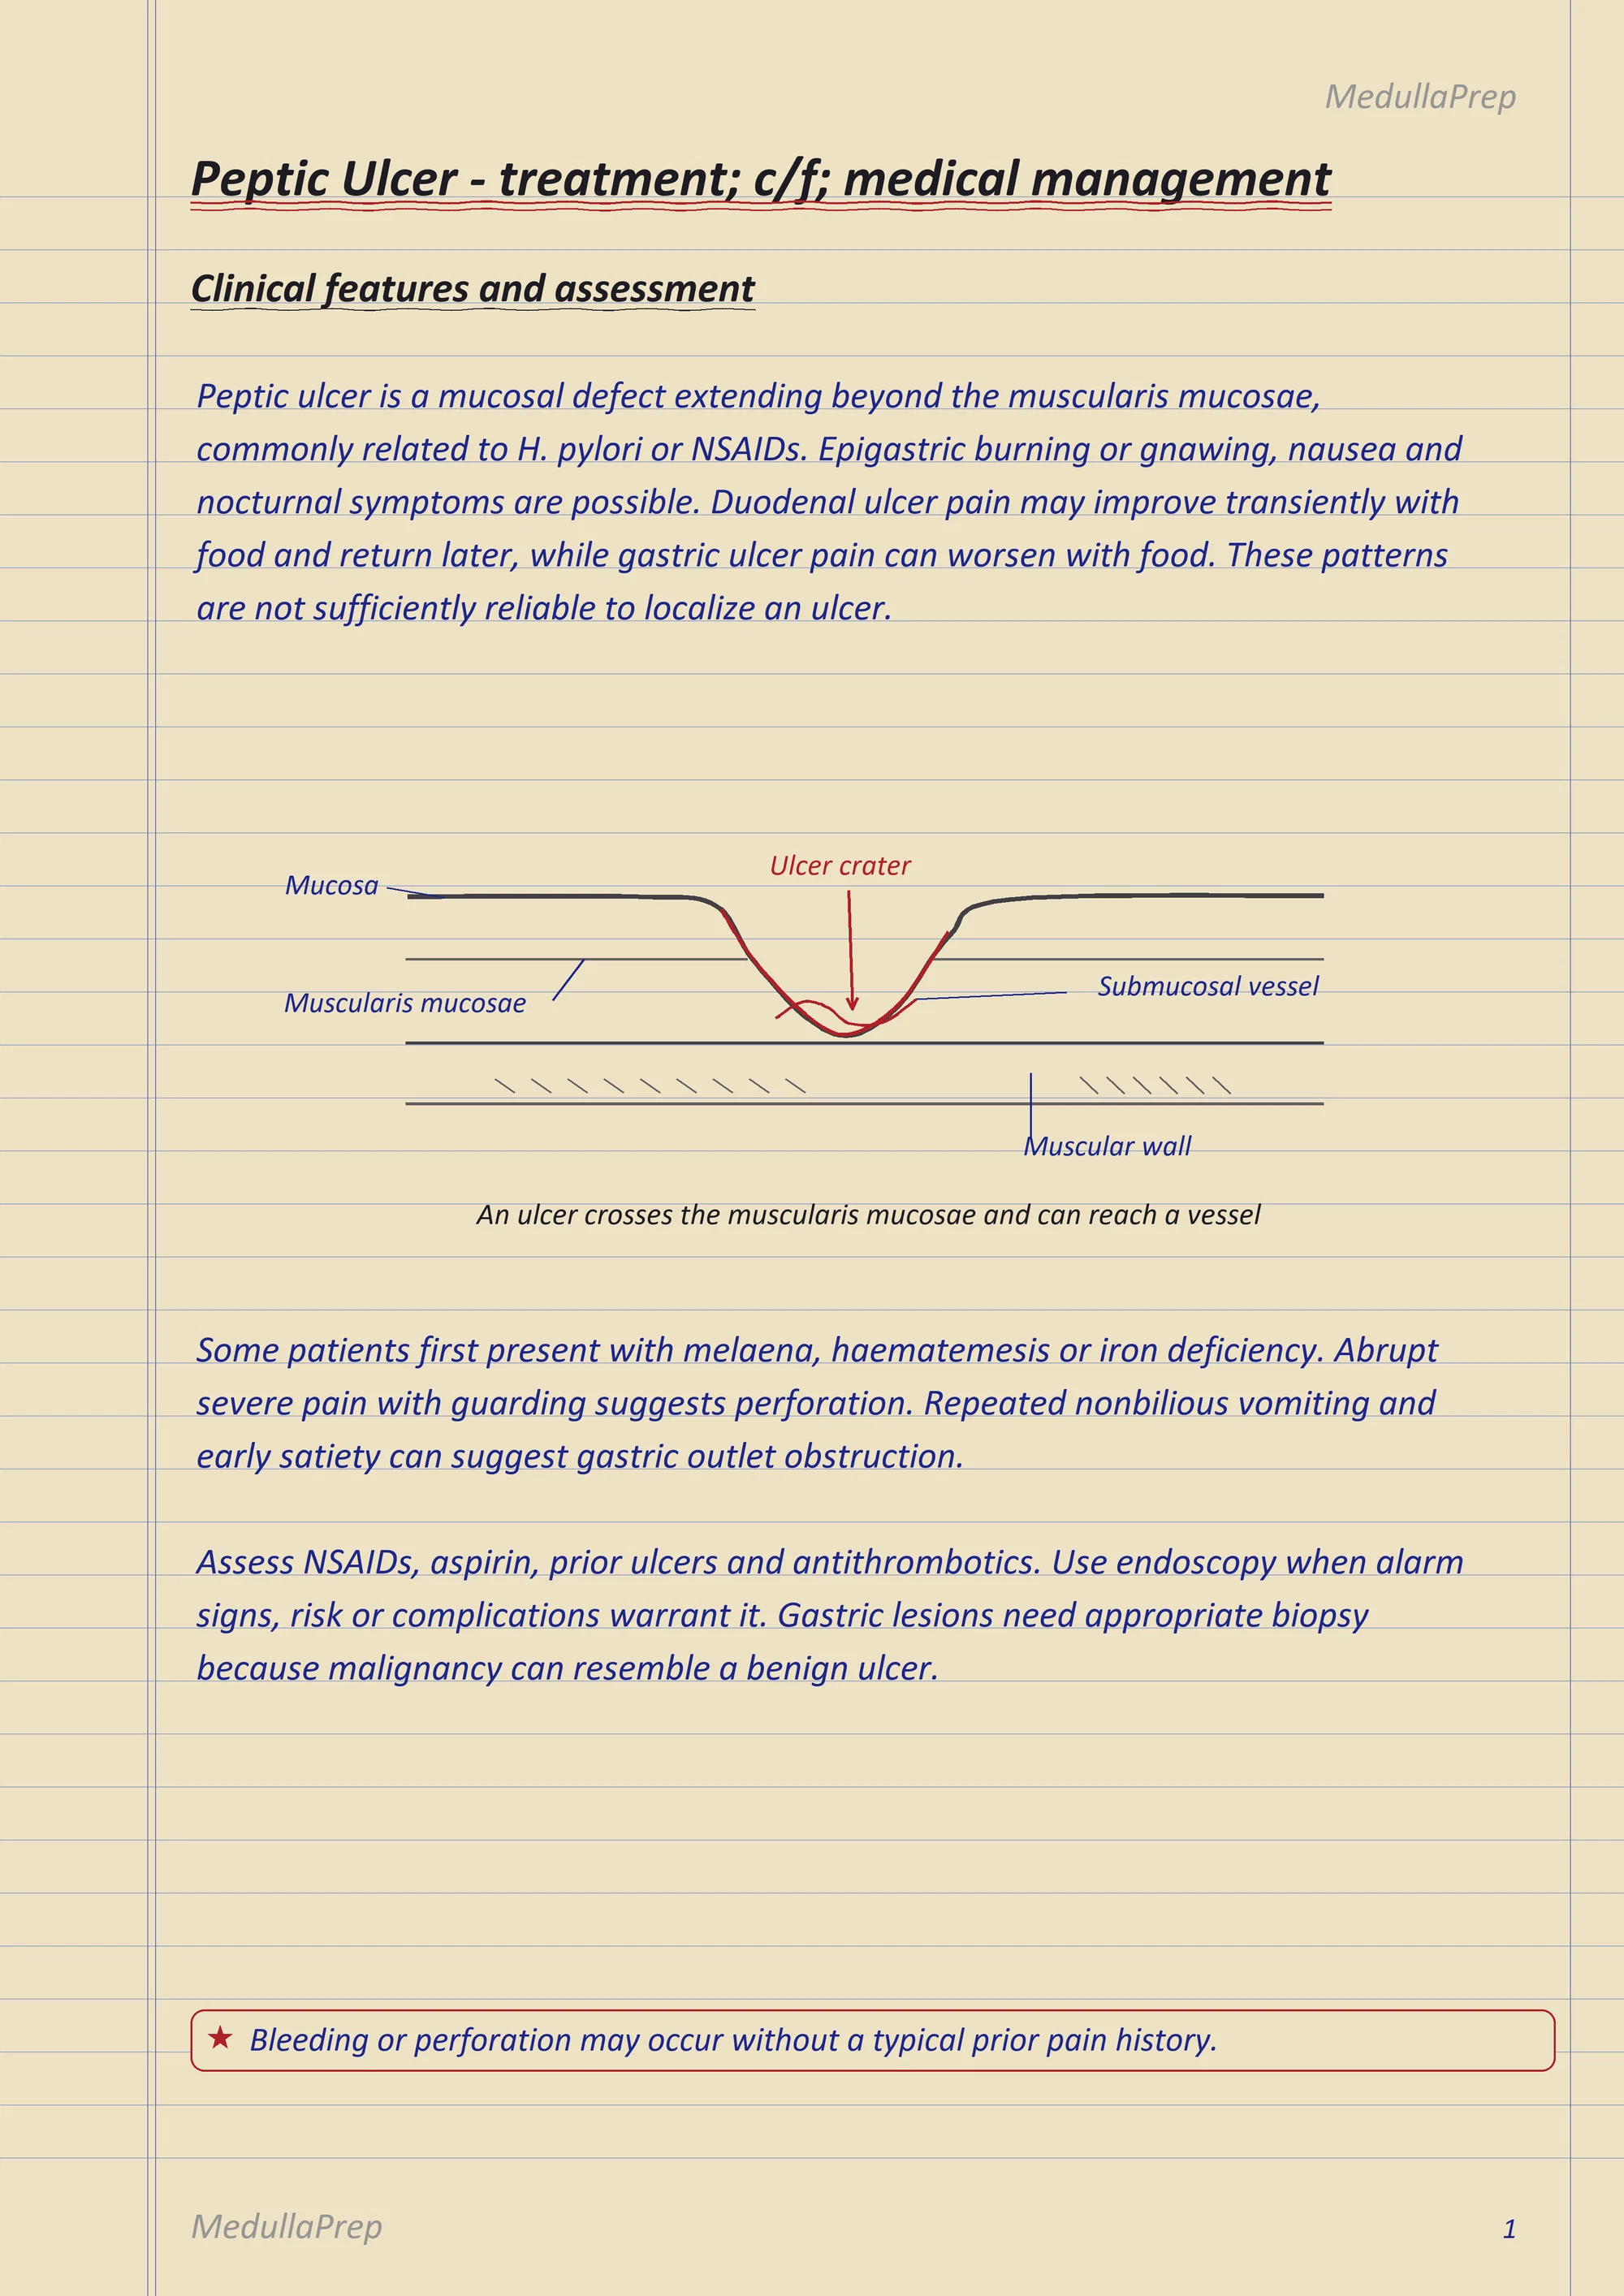 MedullaPrep
Peptic Ulcer - treatment; c/f; medical management
Clinical features and assessment
Peptic ulcer is a mucosal defect extending beyond the muscularis mucosae,
commonly related to H. pylori or NSAIDs. Epigastric burning or gnawing, nausea and
nocturnal symptoms are possible. Duodenal ulcer pain may improve transiently with
food and return later, while gastric ulcer pain can worsen with food. These patterns
are not sufficiently reliable to localize an ulcer.
Ulcer crater
Mucosa
Submucosal vessel
Muscularis mucosae
Muscular wall
An ulcer crosses the muscularis mucosae and can reach a vessel
Some patients first present with melaena, haematemesis or iron deficiency. Abrupt
severe pain with guarding suggests perforation. Repeated nonbilious vomiting and
early satiety can suggest gastric outlet obstruction.
Assess NSAIDs, aspirin, prior ulcers and antithrombotics. Use endoscopy when alarm
signs, risk or complications warrant it. Gastric lesions need appropriate biopsy
because malignancy can resemble a benign ulcer.
★ Bleeding or perforation may occur without a typical prior pain history.
MedullaPrep
1